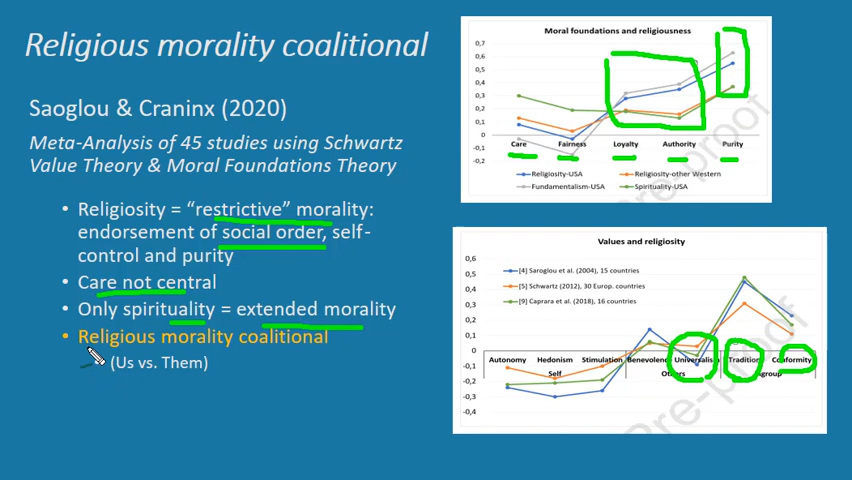 Religious morality coalitional
Saoglou & Craninx (2020)
Meta-Analysis of 45 studies using Schwartz
Value Theory & Moral Foundations Theory
• Religiosity = “restrictive” morality:
endorsement of social order, self-
control and purity
• Care not central
• Only spirituality = extended morality
• Religious morality coalitional
(Us vs. Them)
Moral foundations and religiousness
0,7
0,6
0,5
0,4
0,3
0,2
0,1
0
-0,1
-0,2
Care Fairness Loyalty Authority Purity
Religiosity-USA Religiosity-other Western
Fundamentalism-USA Spirituality-USA
Pre-proof
Values and religiosity
0,6
0,5
0,4
0,3
0,2
0,1
0
-0,1
-0,2
-0,3
-0,4
[4] Saroglou et al. (2004), 15 countries
[5] Schwartz (2012), 30 Europ. countries
[9] Caprara et al. (2018), 16 countries
Autonomy Hedonism Stimulation Benevolence Universalism Tradition Conformity
Self Others
Pre-proof